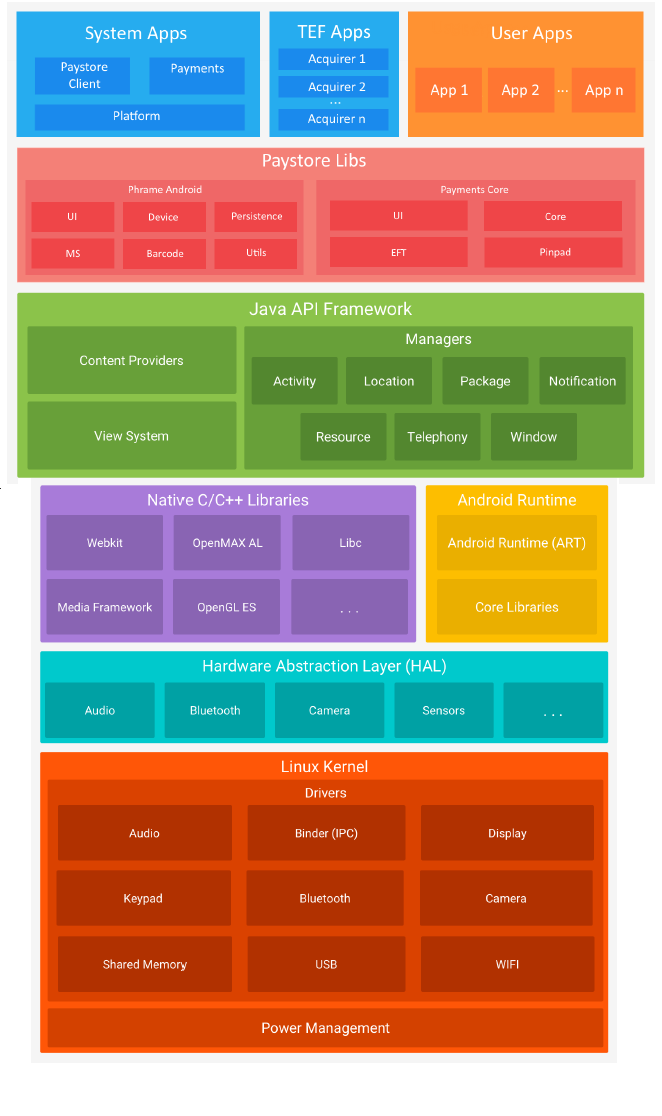 System Apps
Paystore
Client
Payments
Platform
TEF Apps
Acquirer 1
Acquirer 2
...
Acquirer n
User Apps
App 1
App 2
...
App n
Paystore Libs
Phrame Android
UI
Device
Persistence
MS
Barcode
Utils
Payments Core
UI
Core
EFT
Pinpad
Java API Framework
Content Providers
View System
Managers
Activity
Location
Package
Notification
Resource
Telephony
Window
Native C/C++ Libraries
Webkit
OpenMAX AL
Libc
Media Framework
OpenGL ES
. . .
Android Runtime
Android Runtime (ART)
Core Libraries
Hardware Abstraction Layer (HAL)
Audio
Bluetooth
Camera
Sensors
. . .
Linux Kernel
Drivers
Audio
Binder (IPC)
Display
Keypad
Bluetooth
Camera
Shared Memory
USB
WIFI
Power Management